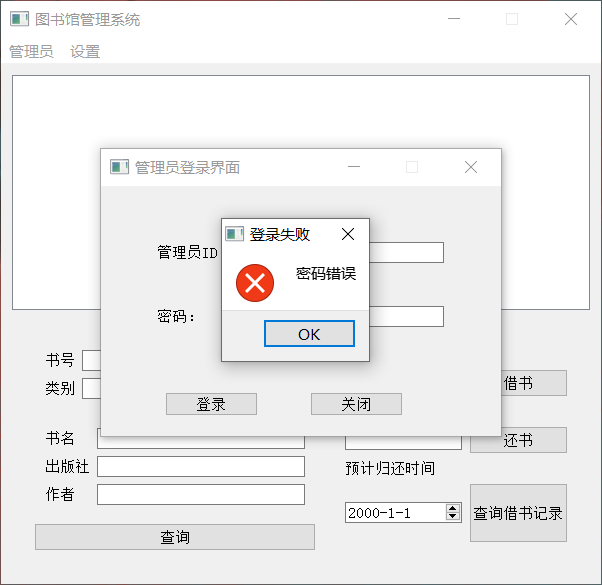 图书馆管理系统
管理员 设置
管理员登录界面
登录失败
管理员ID
密码错误
密码：
OK
书号
类别
借书
登录 关闭
书名
还书
出版社
预计归还时间
作者
2000-1-1
查询借书记录
查询